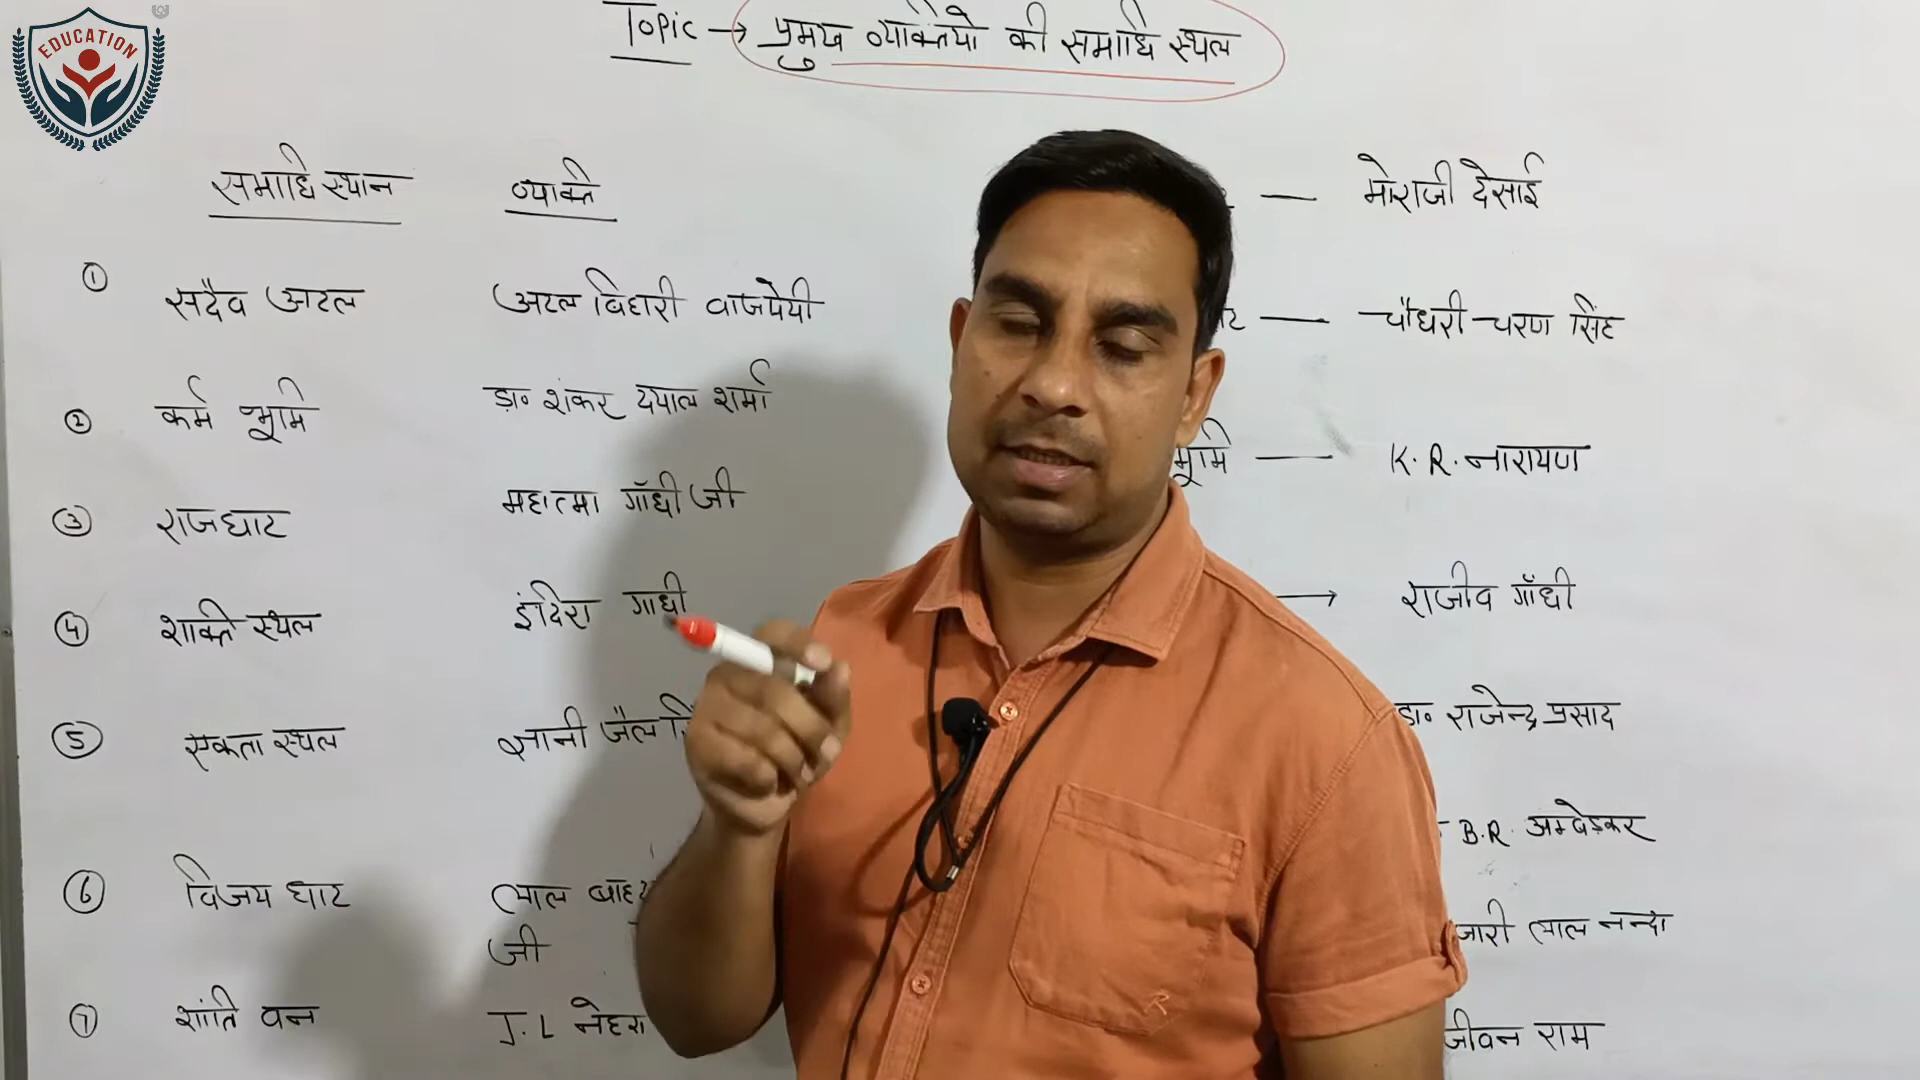 EDUCATION
Topic → प्रमुख व्यक्तियो की समाधि स्थल
समाधि स्थान व्यक्ति
① सदैव अटल अटल बिहारी वाजपेयी
② कर्म भूमि डा० शंकर दयाल शर्मा
③ राजघाट महात्मा गाँधी जी
④ शक्ति स्थल इंदिरा गाधी
⑤ एकता स्थल ज्ञानी जैल
⑥ विजय घाट लाल
जी
⑦ शांति वन J.L नेहरू
— मोरारजी देसाई
— चौधरी चरण सिंह
भूमि — K.R. नारायण
→ राजीव गाँधी
डा० राजेन्द्र प्रसाद
B.R. अम्बेडकर
लाल नन्दा
जीवन राम